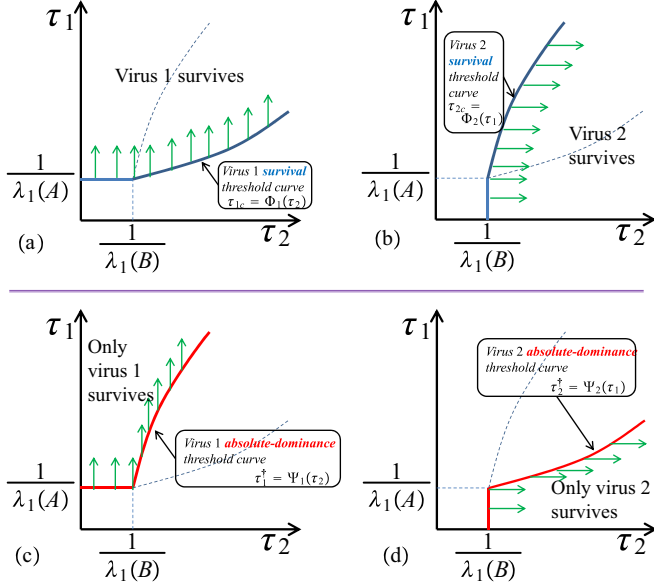 τ₁
Virus 1 survives
1
λ₁(A)
Virus 1 survival
threshold curve
τ₁c = Φ₁(τ₂)
(a)
1
λ₁(B)
τ₂
τ₁
Virus 2
survival
threshold
curve
τ₂c =
Φ₂(τ₁)
Virus 2
survives
1
λ₁(A)
(b)
1
λ₁(B)
τ₂
τ₁
Only
virus 1
survives
Virus 1 absolute-dominance
threshold curve
τ₁† = Ψ₁(τ₂)
1
λ₁(A)
(c)
1
λ₁(B)
τ₂
τ₁
Virus 2 absolute-dominance
threshold curve
τ₂† = Ψ₂(τ₁)
1
λ₁(A)
Only virus 2
survives
(d)
1
λ₁(B)
τ₂